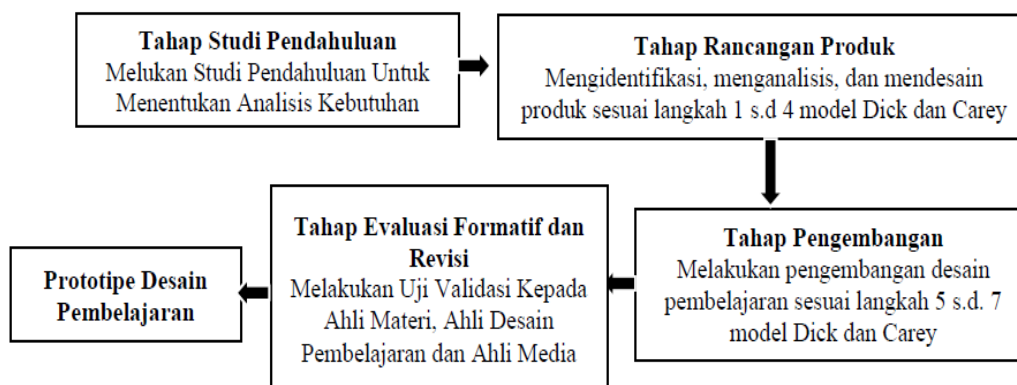 Tahap Studi Pendahuluan
Melukan Studi Pendahuluan Untuk
Menentukan Analisis Kebutuhan
Tahap Rancangan Produk
Mengidentifikasi, menganalisis, dan mendesain
produk sesuai langkah 1 s.d 4 model Dick dan Carey
Tahap Pengembangan
Melakukan pengembangan desain
pembelajaran sesuai langkah 5 s.d. 7
model Dick dan Carey
Tahap Evaluasi Formatif dan
Revisi
Melakukan Uji Validasi Kepada
Ahli Materi, Ahli Desain
Pembelajaran dan Ahli Media
Prototipe Desain
Pembelajaran